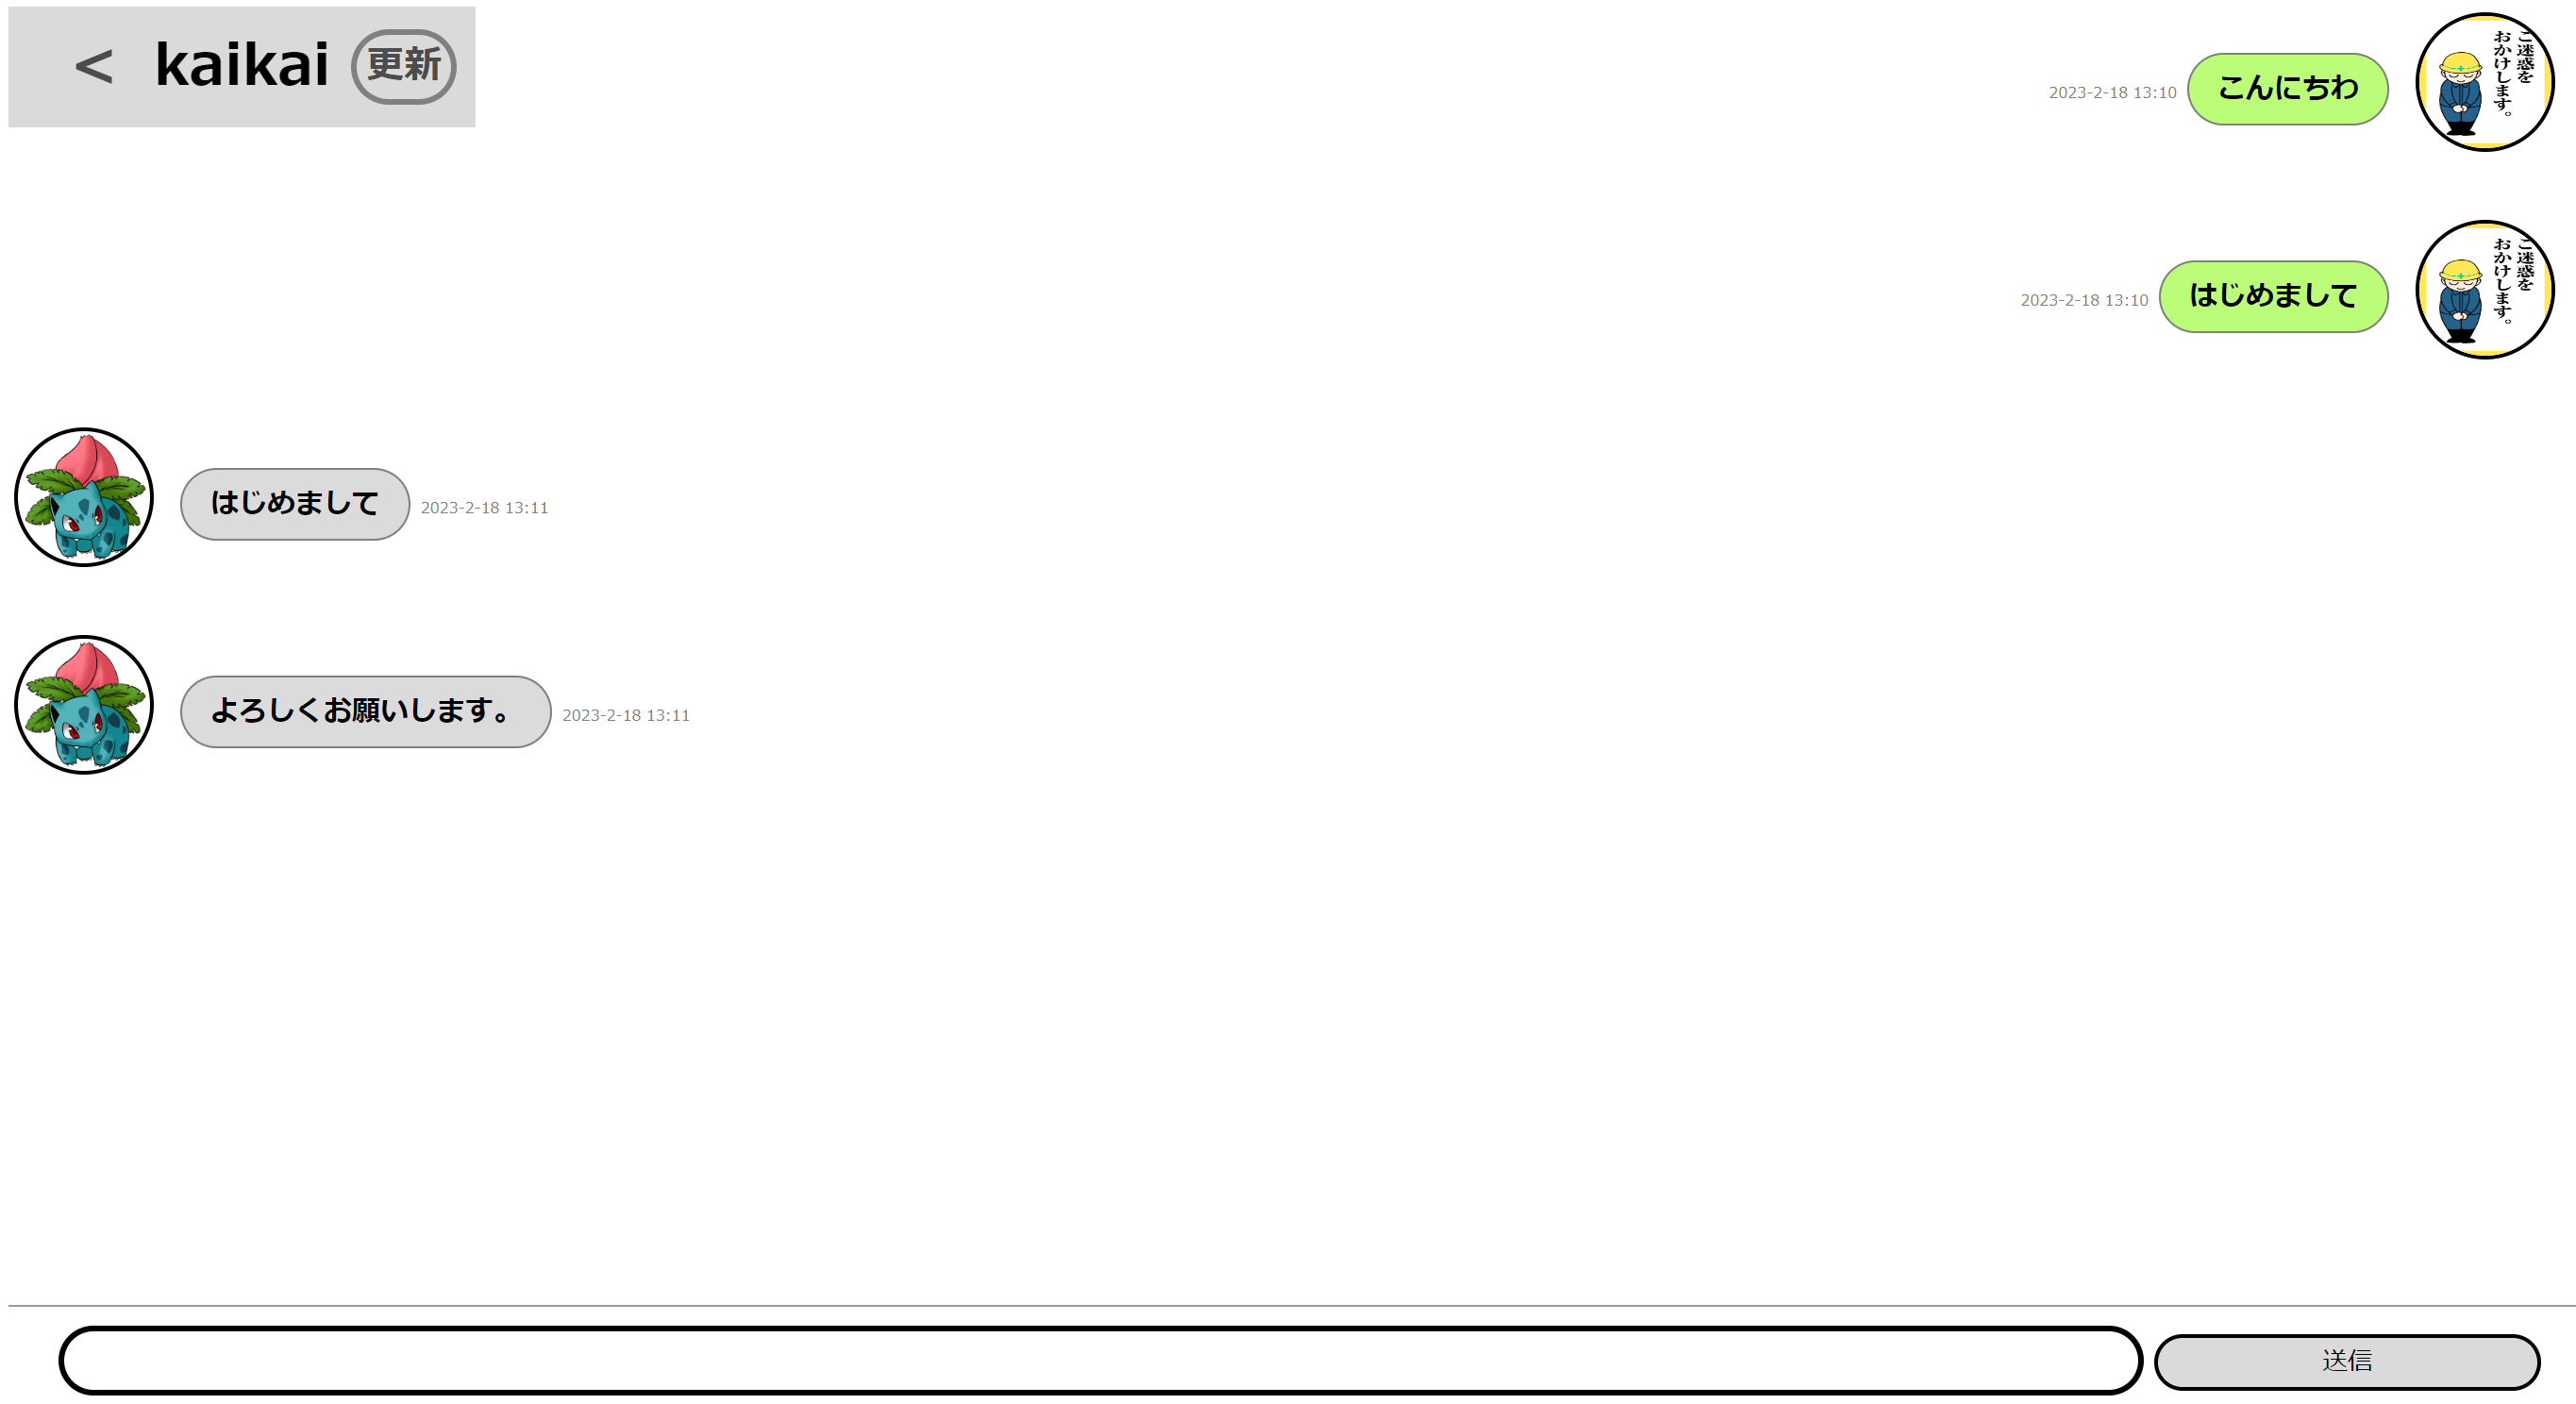 < kaikai 更新
2023-2-18 13:10 こんにちわ
ご迷惑を
おかけします。
2023-2-18 13:10 はじめまして
ご迷惑を
おかけします。
はじめまして 2023-2-18 13:11
よろしくお願いします。 2023-2-18 13:11
送信